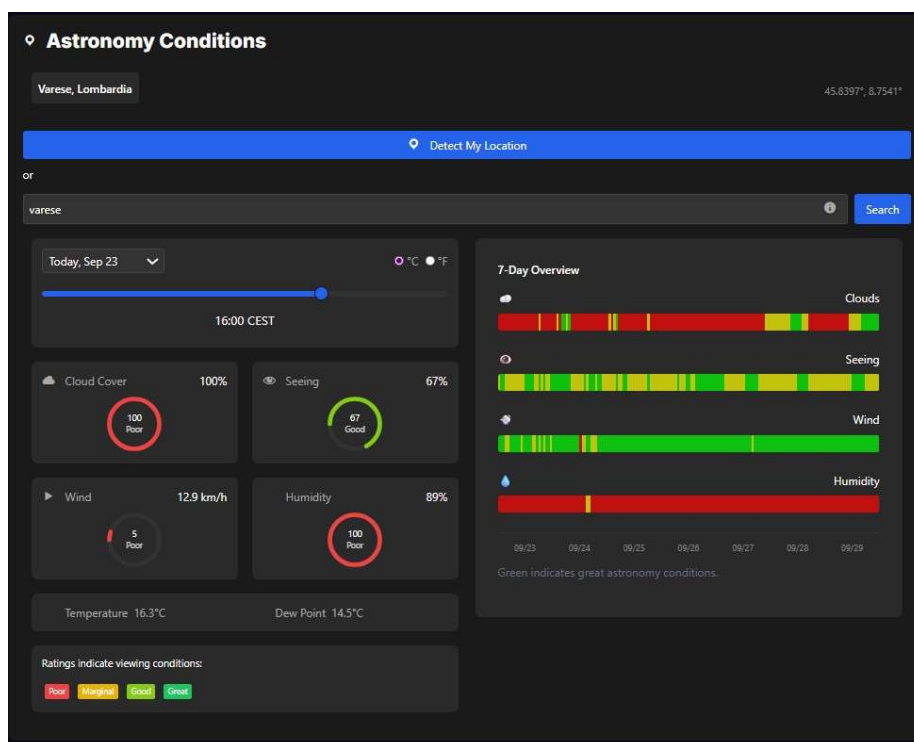 Astronomy Conditions
Varese, Lombardia
45.8397°, 8.7541°
Detect My Location
or
varese
Search
Today, Sep 23
°C °F
16:00 CEST
Cloud Cover 100%
100
Poor
Seeing 67%
67
Good
Wind 12.9 km/h
5
Poor
Humidity 89%
100
Poor
Temperature 16.3°C
Dew Point 14.5°C
Ratings indicate viewing conditions:
Poor Marginal Good Great
7-Day Overview
Clouds
Seeing
Wind
Humidity
09/23 09/24 09/25 09/26 09/27 09/28 09/29
Green indicates great astronomy conditions.